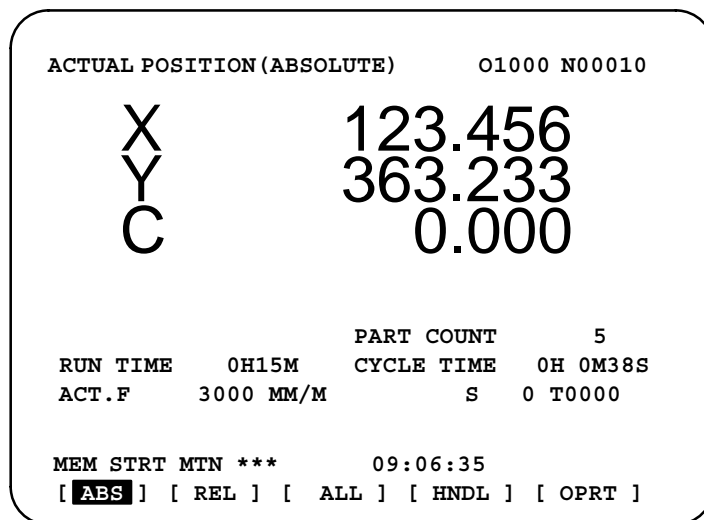 ACTUAL POSITION(ABSOLUTE) O1000 N00010
X 123.456
Y 363.233
C 0.000
PART COUNT 5
RUN TIME 0H15M CYCLE TIME 0H 0M38S
ACT.F 3000 MM/M S 0 T0000
MEM STRT MTN *** 09:06:35
[ ABS ] [ REL ] [ ALL ] [ HNDL ] [ OPRT ]